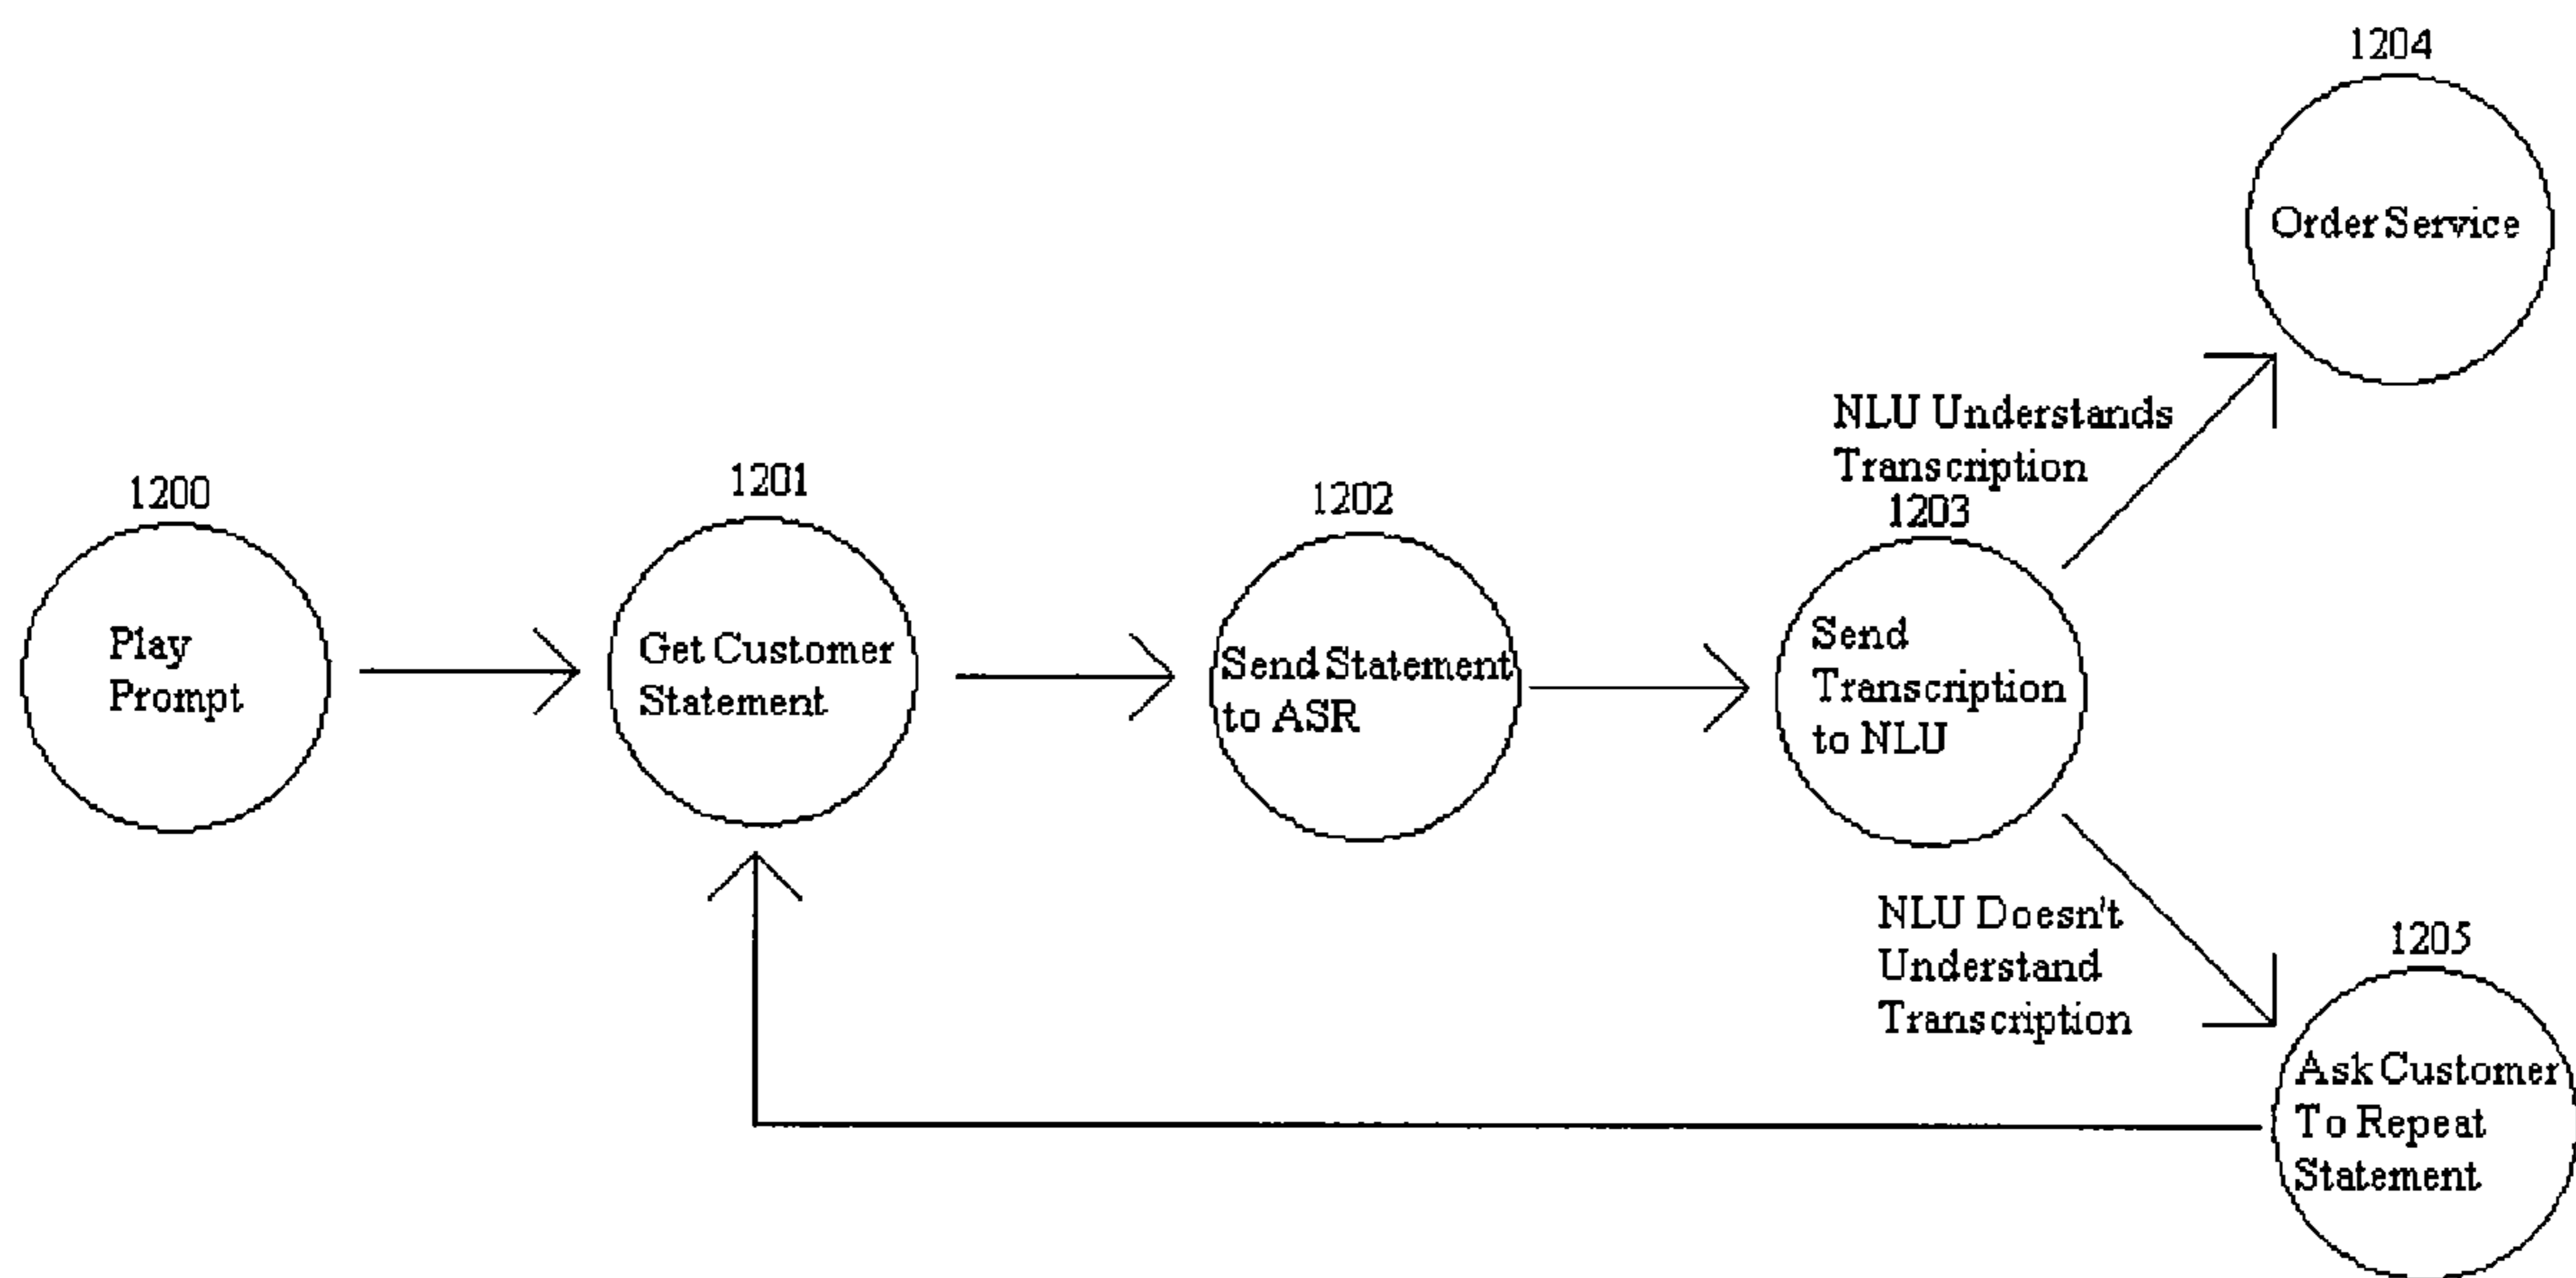 1204
Order Service
NLU Understands
Transcription
1200
Play
Prompt
1201
Get Customer
Statement
1202
Send Statement
to ASR
1203
Send
Transcription
to NLU
NLU Doesn't
Understand
Transcription
1205
Ask Customer
To Repeat
Statement